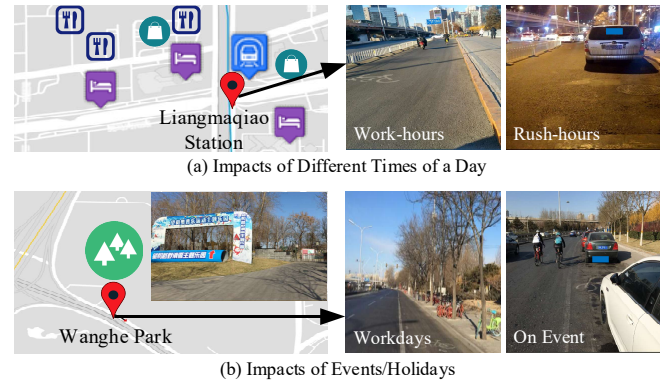 Liangmaqiao
Station
Work-hours
Rush-hours
(a) Impacts of Different Times of a Day
Wanghe Park
Workdays
On Event
(b) Impacts of Events/Holidays